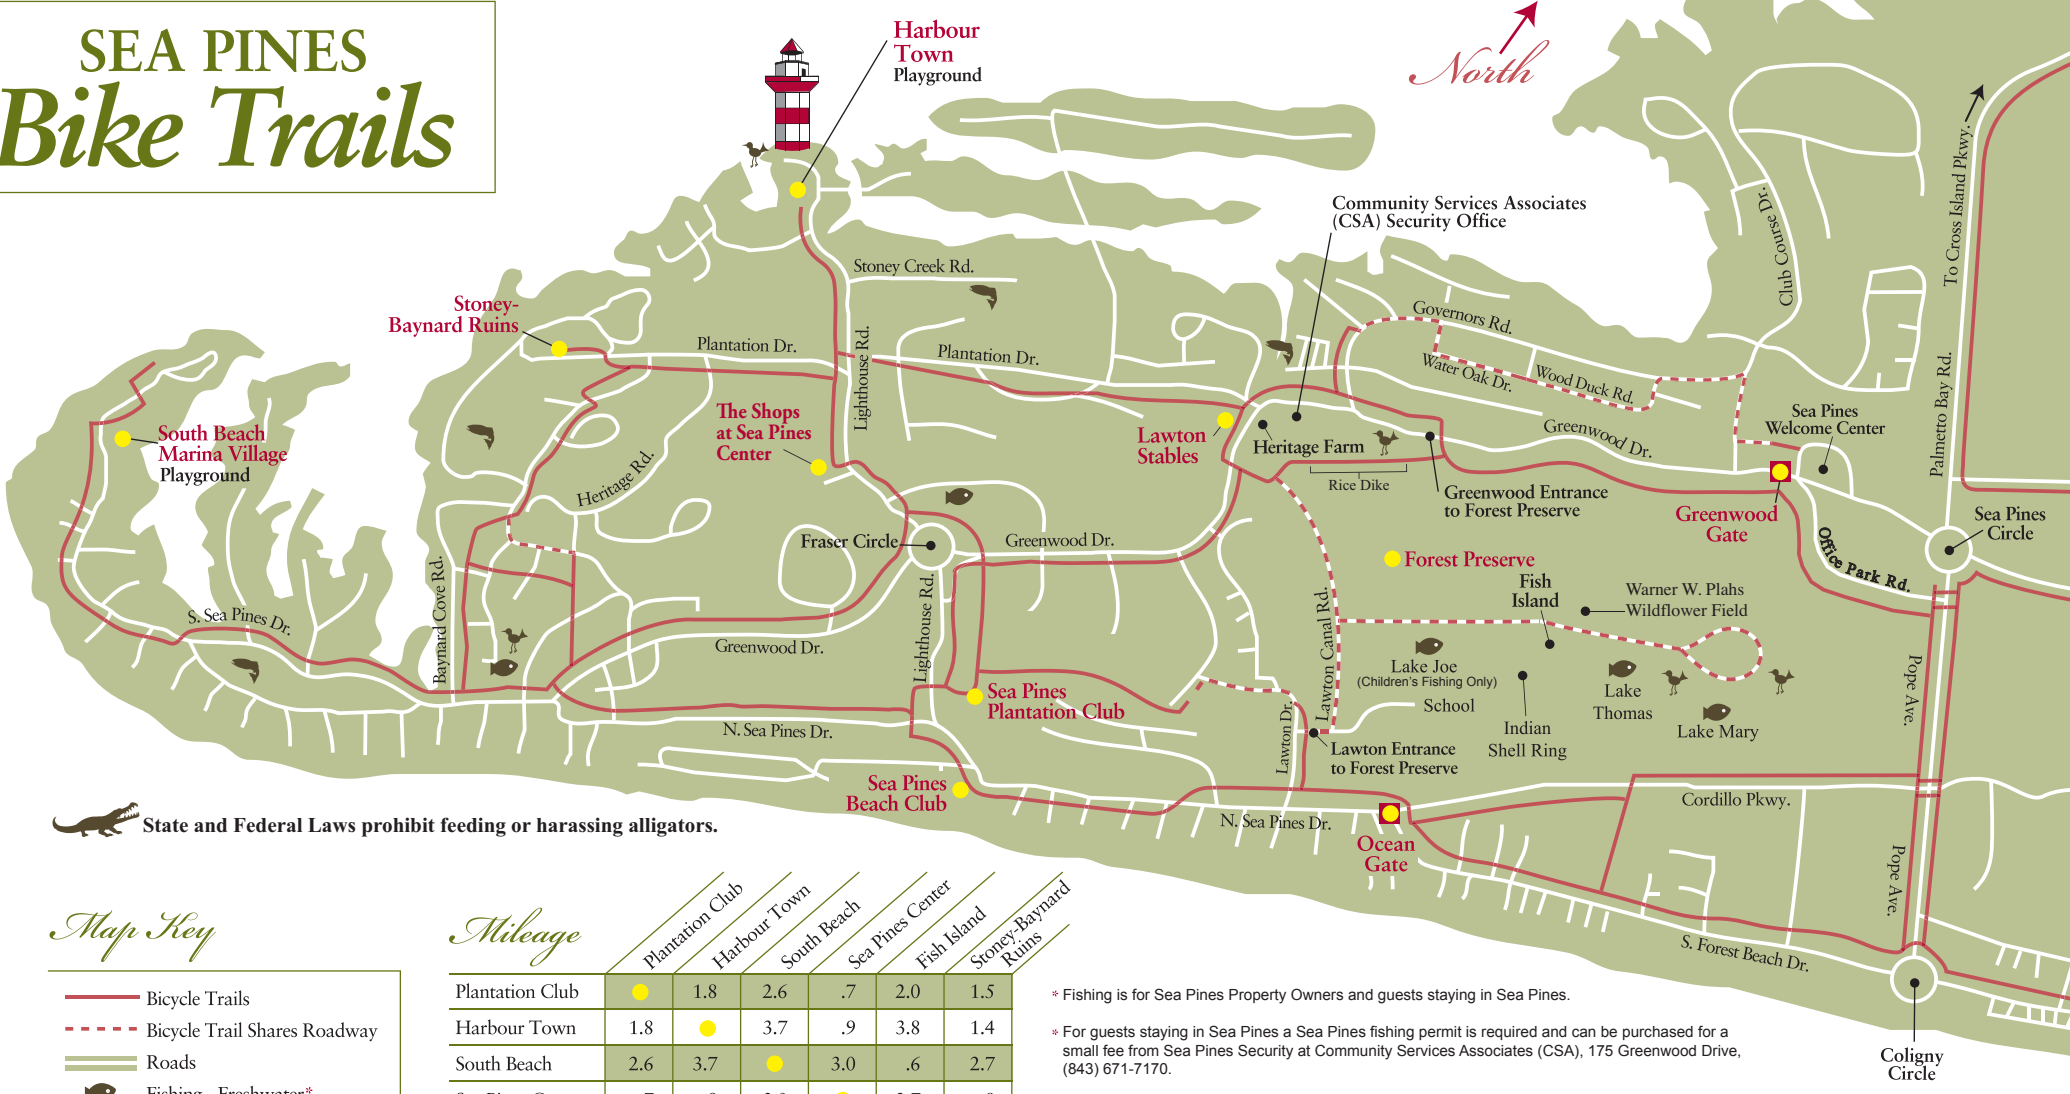 SEA PINES
Bike Trails
Harbour
Town
Playground
North
Community Services Associates
(CSA) Security Office
Stoney Creek Rd.
Stoney-
Baynard Ruins
Plantation Dr.
Lighthouse Rd.
Plantation Dr.
Governors Rd.
Water Oak Dr.
Wood Duck Rd.
Club Course Dr.
To Cross Island Pkwy.
Palmetto Bay Rd.
South Beach
Marina Village
Playground
The Shops
at Sea Pines
Center
Heritage Rd.
Lawton
Stables
Heritage Farm
Rice Dike
Greenwood Dr.
Sea Pines
Welcome Center
Greenwood Entrance
to Forest Preserve
Greenwood
Gate
Sea Pines
Circle
Office Park Rd.
Fraser Circle
Greenwood Dr.
Forest Preserve
Fish
Island
Warner W. Plahs
Wildflower Field
S. Sea Pines Dr.
Baynard Cove Rd.
Greenwood Dr.
Lighthouse Rd.
Lawton Canal Rd.
Lake Joe
(Children's Fishing Only)
School
Indian
Shell Ring
Lake
Thomas
Lake Mary
Pope Ave.
Sea Pines
Plantation Club
N. Sea Pines Dr.
Lawton Dr.
Lawton Entrance
to Forest Preserve
Sea Pines
Beach Club
N. Sea Pines Dr.
Cordillo Pkwy.
Ocean
Gate
Pope Ave.
S. Forest Beach Dr.
Coligny
Circle
State and Federal Laws prohibit feeding or harassing alligators.
Map Key
Bicycle Trails
Bicycle Trail Shares Roadway
Roads
Fishing - Freshwater*
Mileage
Plantation Club
Harbour Town
South Beach
Sea Pines Center
Fish Island
Stoney-Baynard
Ruins
Plantation Club 1.8 2.6 .7 2.0 1.5
Harbour Town 1.8 3.7 .9 3.8 1.4
South Beach 2.6 3.7 3.0 .6 2.7
* Fishing is for Sea Pines Property Owners and guests staying in Sea Pines.
* For guests staying in Sea Pines a Sea Pines fishing permit is required and can be purchased for a
small fee from Sea Pines Security at Community Services Associates (CSA), 175 Greenwood Drive,
(843) 671-7170.